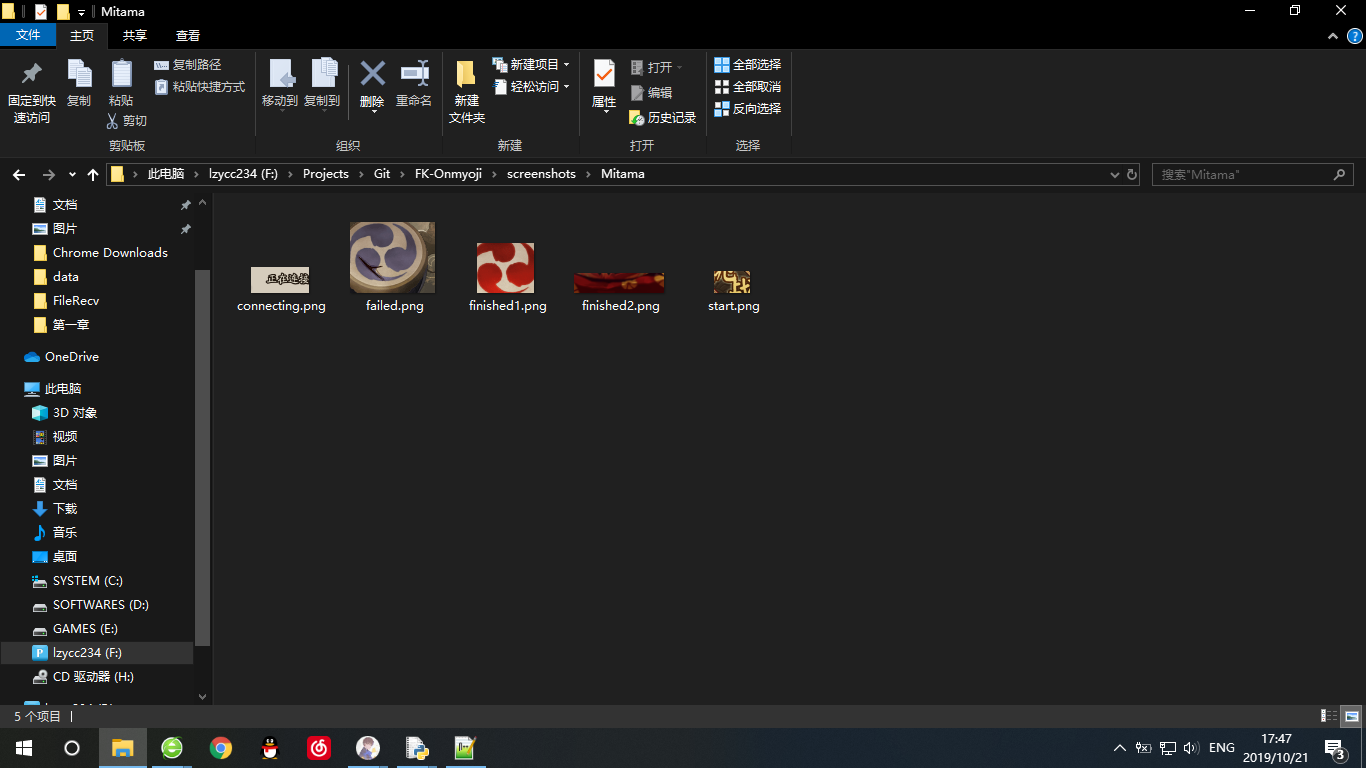 Mitama
文件
主页
共享
查看
固定到快
速访问
复制
粘贴
复制路径
粘贴快捷方式
剪切
剪贴板
移动到
复制到
删除
重命名
组织
新建
文件夹
新建项目
轻松访问
新建
属性
打开
编辑
历史记录
打开
全部选择
全部取消
反向选择
选择
此电脑
lzycc234 (F:)
Projects
Git
FK-Onmyoji
screenshots
Mitama
搜索"Mitama"
文档
图片
Chrome Downloads
data
FileRecv
第一章
OneDrive
此电脑
3D 对象
视频
图片
文档
下载
音乐
桌面
SYSTEM (C:)
SOFTWARES (D:)
GAMES (E:)
lzycc234 (F:)
CD 驱动器 (H:)
正在连接
connecting.png
failed.png
finished1.png
finished2.png
start.png
5 个项目
ENG
17:47
2019/10/21
3